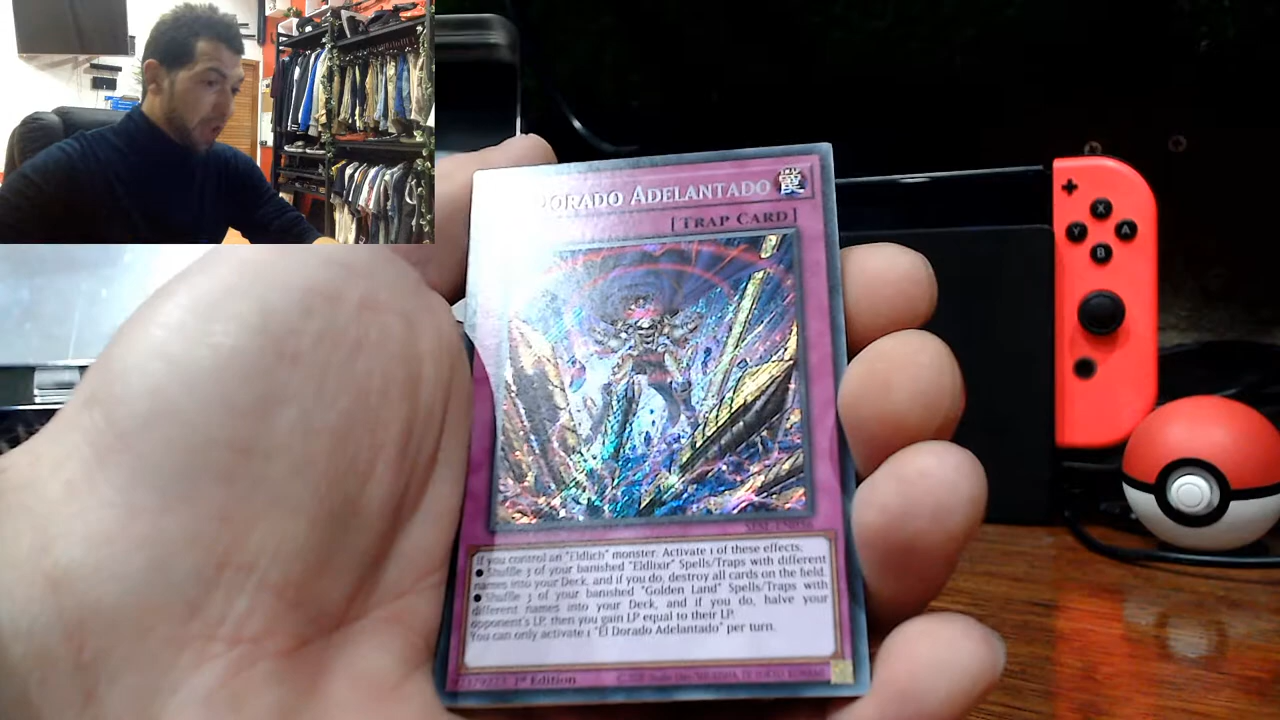 DORADO ADELANTADO 罠
[TRAP CARD]
If you control an "Eldlich" monster: Activate 1 of these effects;
● Shuffle 3 of your banished "Eldlixir" Spells/Traps with different
names into your Deck, and if you do, destroy all cards on the field.
● Shuffle 3 of your banished "Golden Land" Spells/Traps with
different names into your Deck, and if you do, halve your
opponent's LP, then you gain LP equal to their LP.
You can only activate 1 "El Dorado Adelantado" per turn.
1st Edition
X
Y
A
B